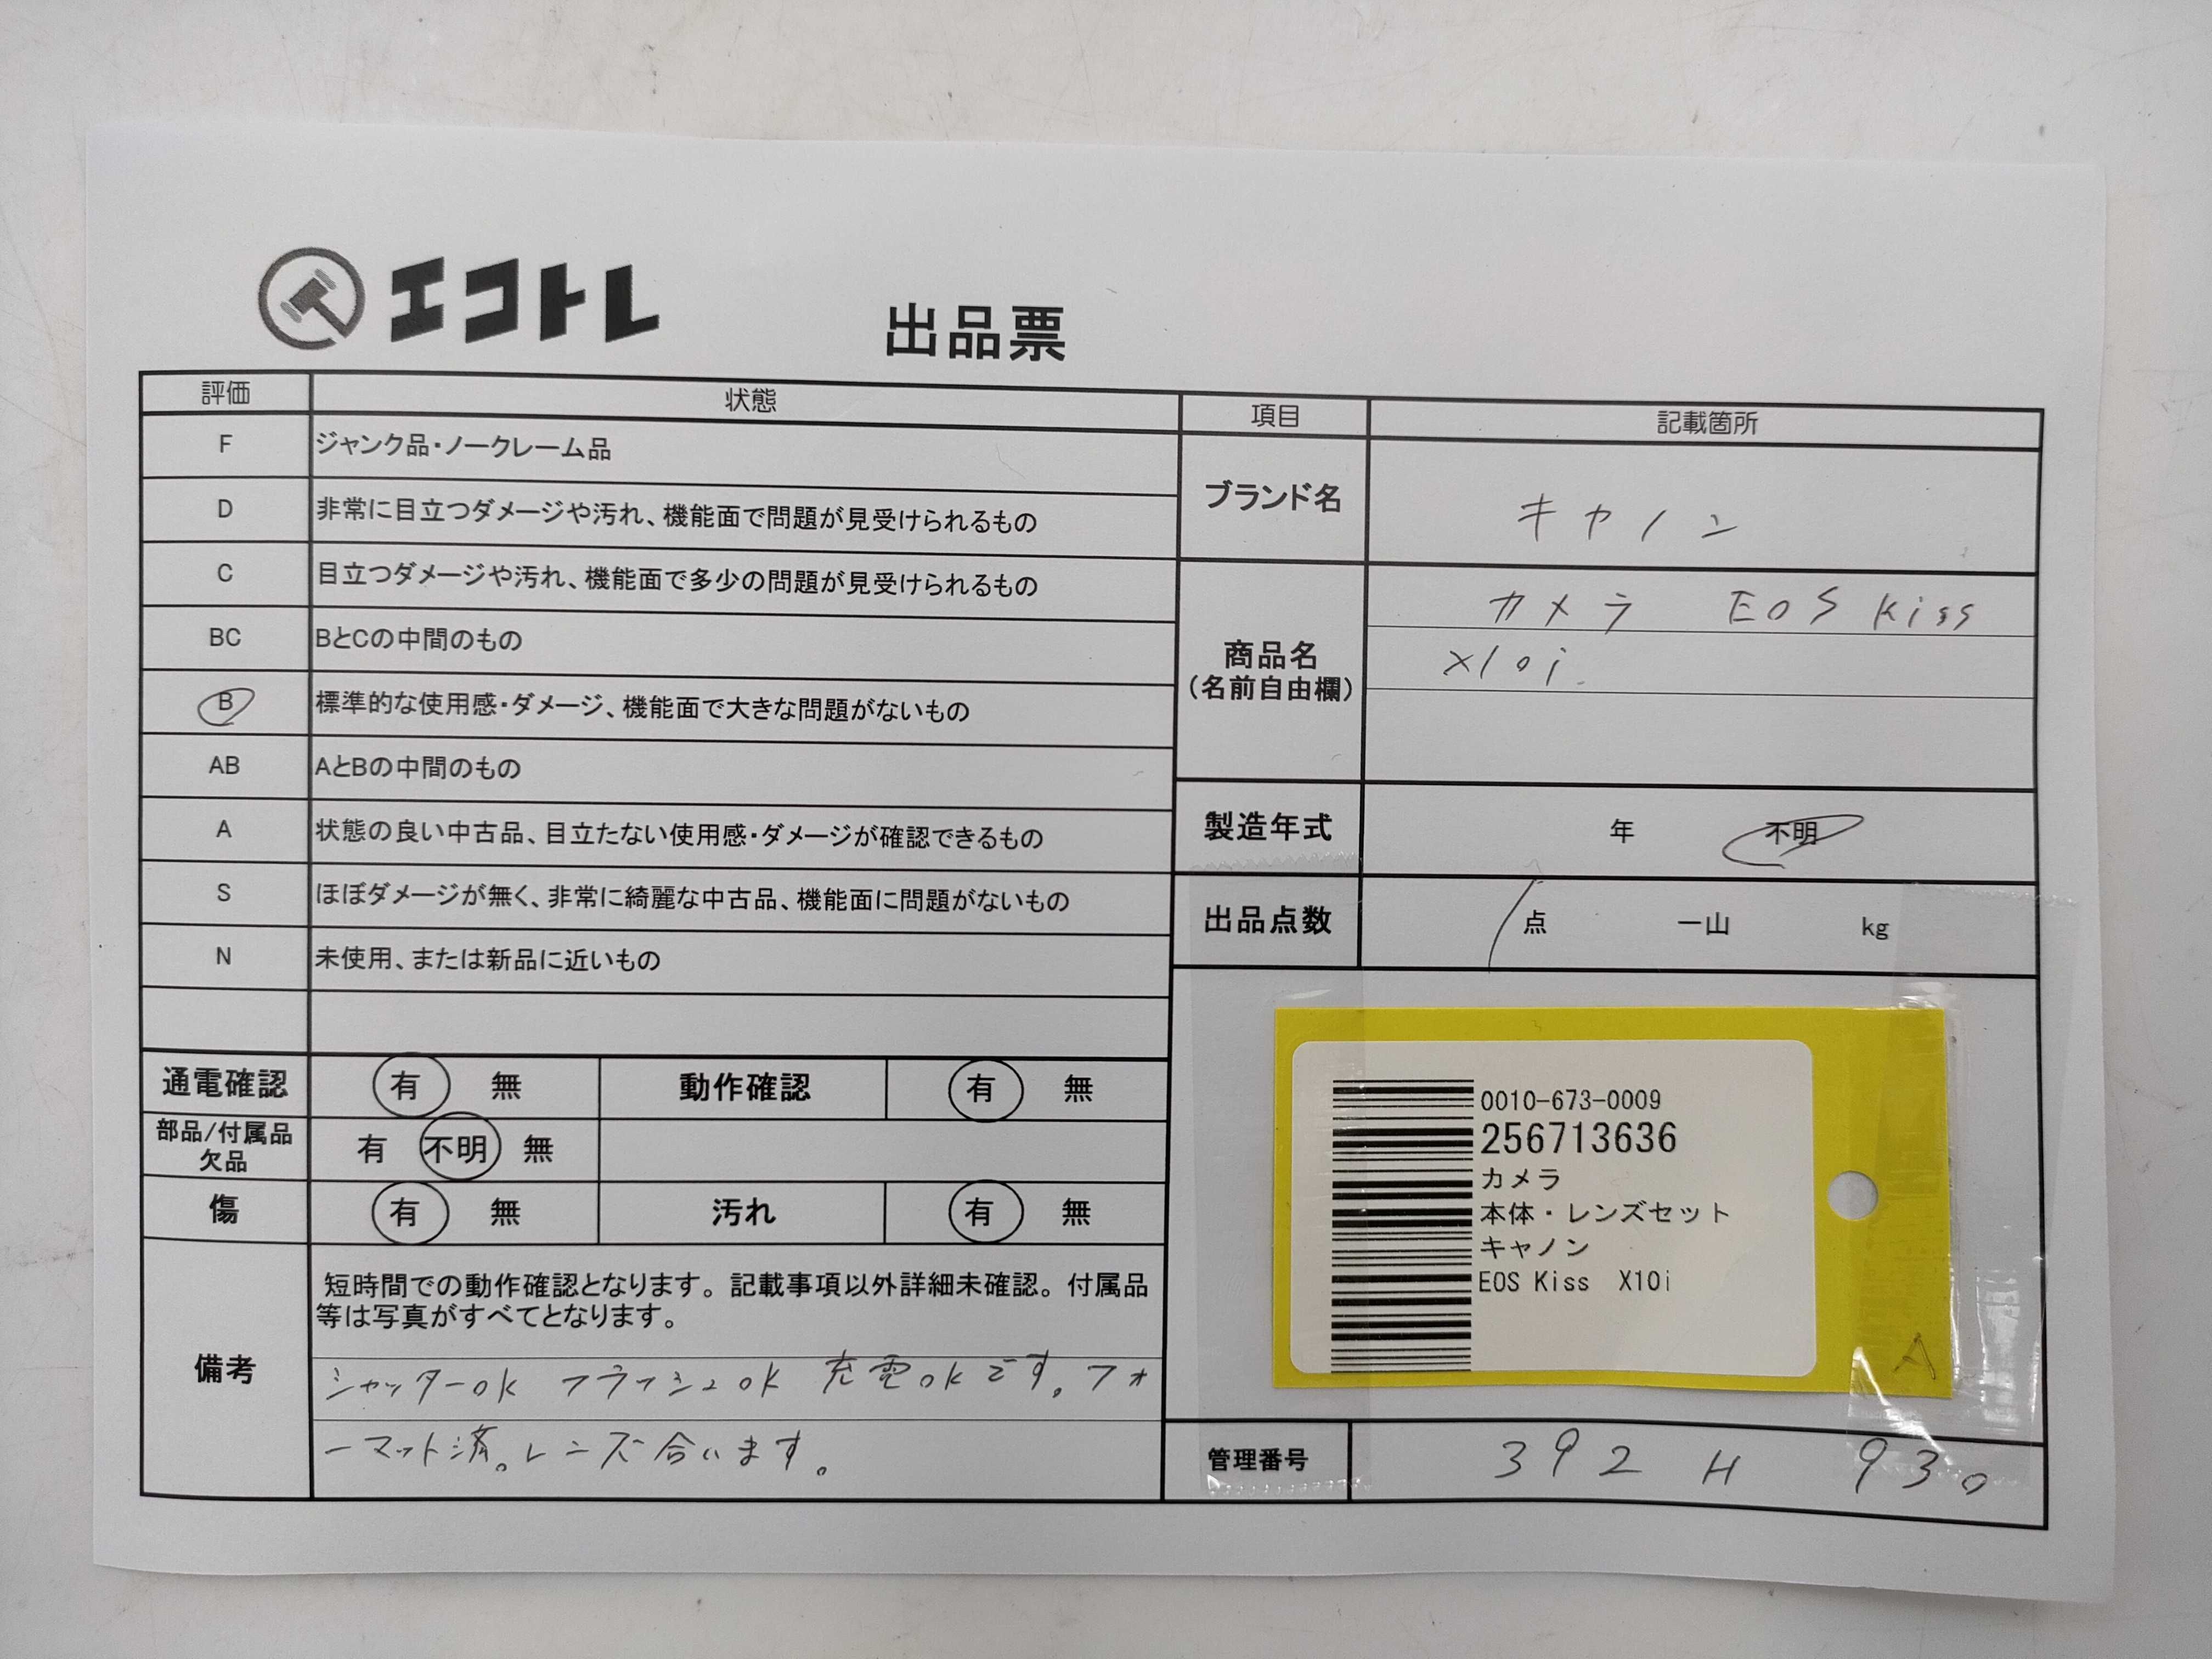 エコトレ
出品票
評価 状態
F ジャンク品・ノークレーム品
D 非常に目立つダメージや汚れ、機能面で問題が見受けられるもの
C 目立つダメージや汚れ、機能面で多少の問題が見受けられるもの
BC BとCの中間のもの
B 標準的な使用感・ダメージ、機能面で大きな問題がないもの
AB AとBの中間のもの
A 状態の良い中古品、目立たない使用感・ダメージが確認できるもの
S ほぼダメージが無く、非常に綺麗な中古品、機能面に問題がないもの
N 未使用、または新品に近いもの
通電確認 有 無 動作確認 有 無
部品/付属品
欠品
有 不明 無
傷 有 無 汚れ 有 無
備考
短時間での動作確認となります。記載事項以外詳細未確認。付属品
等は写真がすべてとなります。
シャッターok フラッシュok 充電okです。フォ
ーマット済。レンズ合います。
項目 記載箇所
ブランド名 キヤノン
商品名
(名前自由欄)
カメラ EOS Kiss
X10i.
製造年式 年 不明
出品点数 1点 一山 kg
0010-673-0009
256713636
カメラ
本体・レンズセット
キャノン
EOS Kiss X10i
A
管理番号 392 H 930